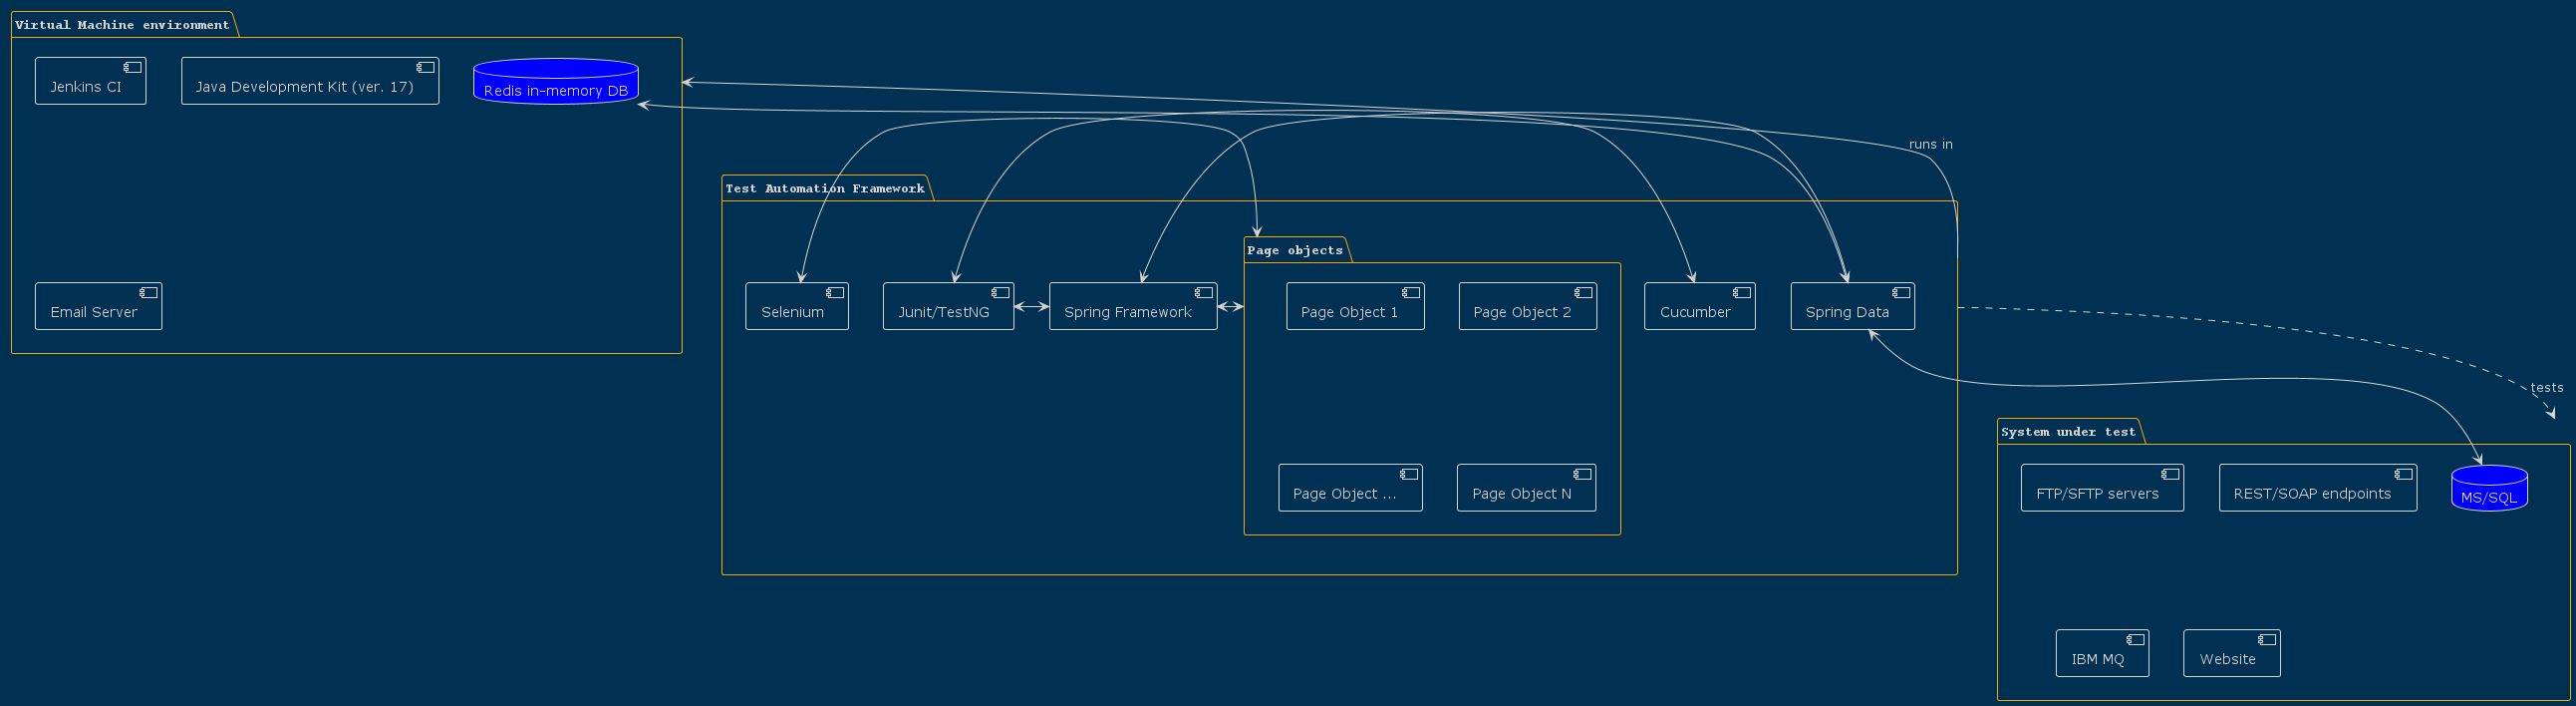 Virtual Machine environment
Jenkins CI
Java Development Kit (ver. 17)
Redis in-memory DB
Email Server
runs in
Test Automation Framework
Selenium
Junit/TestNG
Spring Framework
Page objects
Page Object 1
Page Object 2
Page Object ...
Page Object N
Cucumber
Spring Data
tests
System under test
FTP/SFTP servers
REST/SOAP endpoints
MS/SQL
IBM MQ
Website